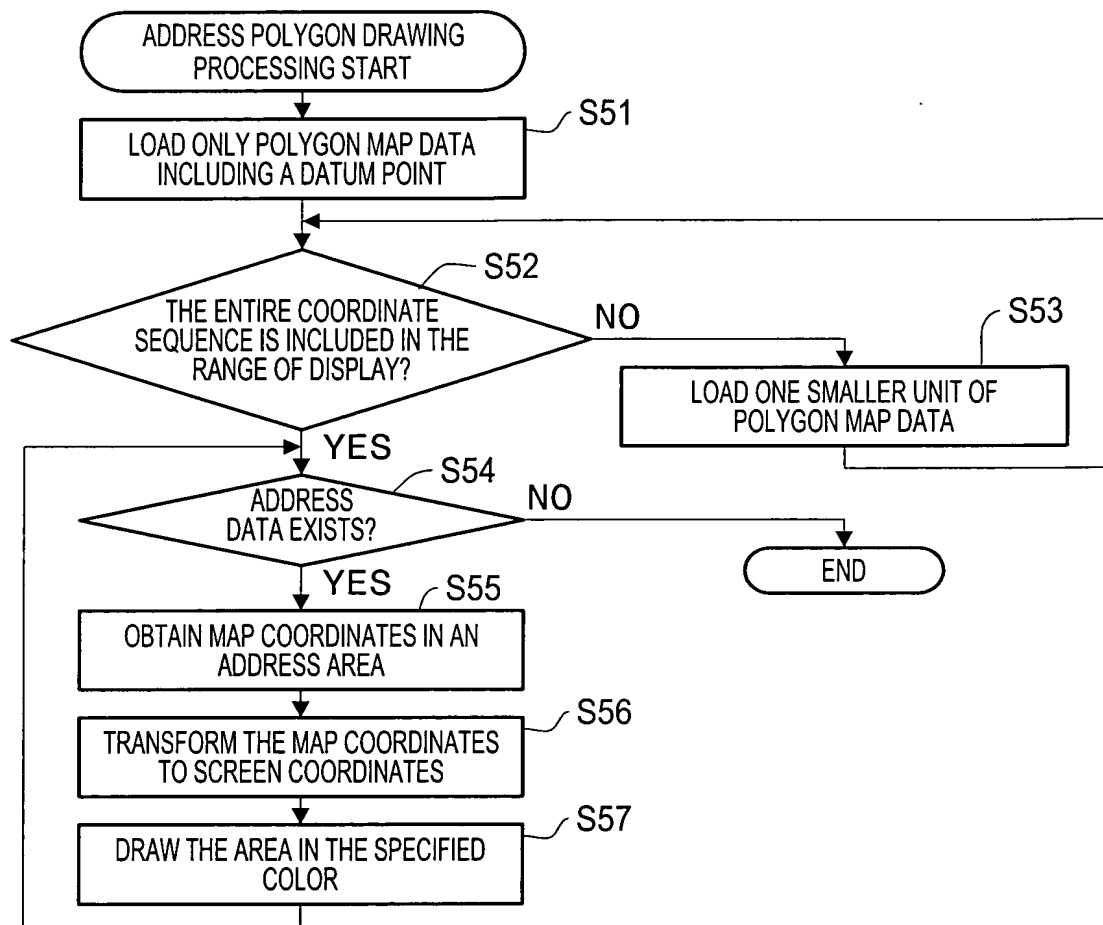 ADDRESS POLYGON DRAWING
PROCESSING START
S51
LOAD ONLY POLYGON MAP DATA
INCLUDING A DATUM POINT
S52
THE ENTIRE COORDINATE
SEQUENCE IS INCLUDED IN THE
RANGE OF DISPLAY?
NO
S53
LOAD ONE SMALLER UNIT OF
POLYGON MAP DATA
YES
S54
ADDRESS
DATA EXISTS?
NO
END
YES
S55
OBTAIN MAP COORDINATES IN AN
ADDRESS AREA
S56
TRANSFORM THE MAP COORDINATES
TO SCREEN COORDINATES
S57
DRAW THE AREA IN THE SPECIFIED
COLOR